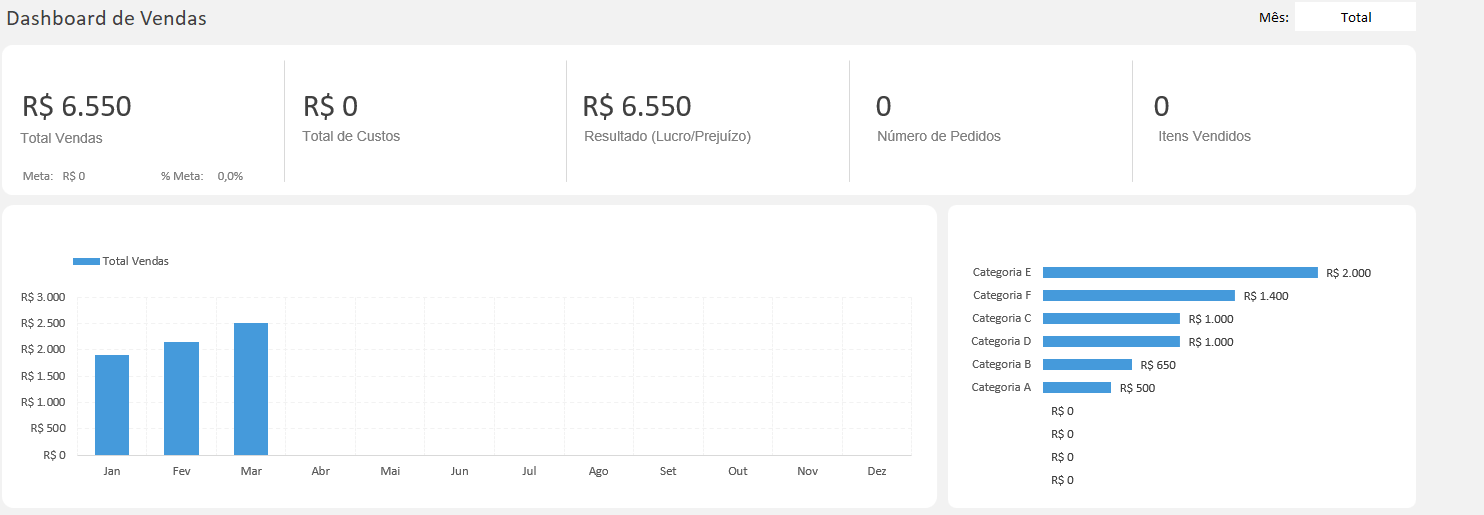 Dashboard de Vendas
Mês: Total
R$ 6.550
Total Vendas
Meta: R$ 0 % Meta: 0,0%
R$ 0
Total de Custos
R$ 6.550
Resultado (Lucro/Prejuízo)
0
Número de Pedidos
0
Itens Vendidos
Total Vendas
R$ 3.000
R$ 2.500
R$ 2.000
R$ 1.500
R$ 1.000
R$ 500
R$ 0
Jan Fev Mar Abr Mai Jun Jul Ago Set Out Nov Dez
Categoria E R$ 2.000
Categoria F R$ 1.400
Categoria C R$ 1.000
Categoria D R$ 1.000
Categoria B R$ 650
Categoria A R$ 500
R$ 0
R$ 0
R$ 0
R$ 0